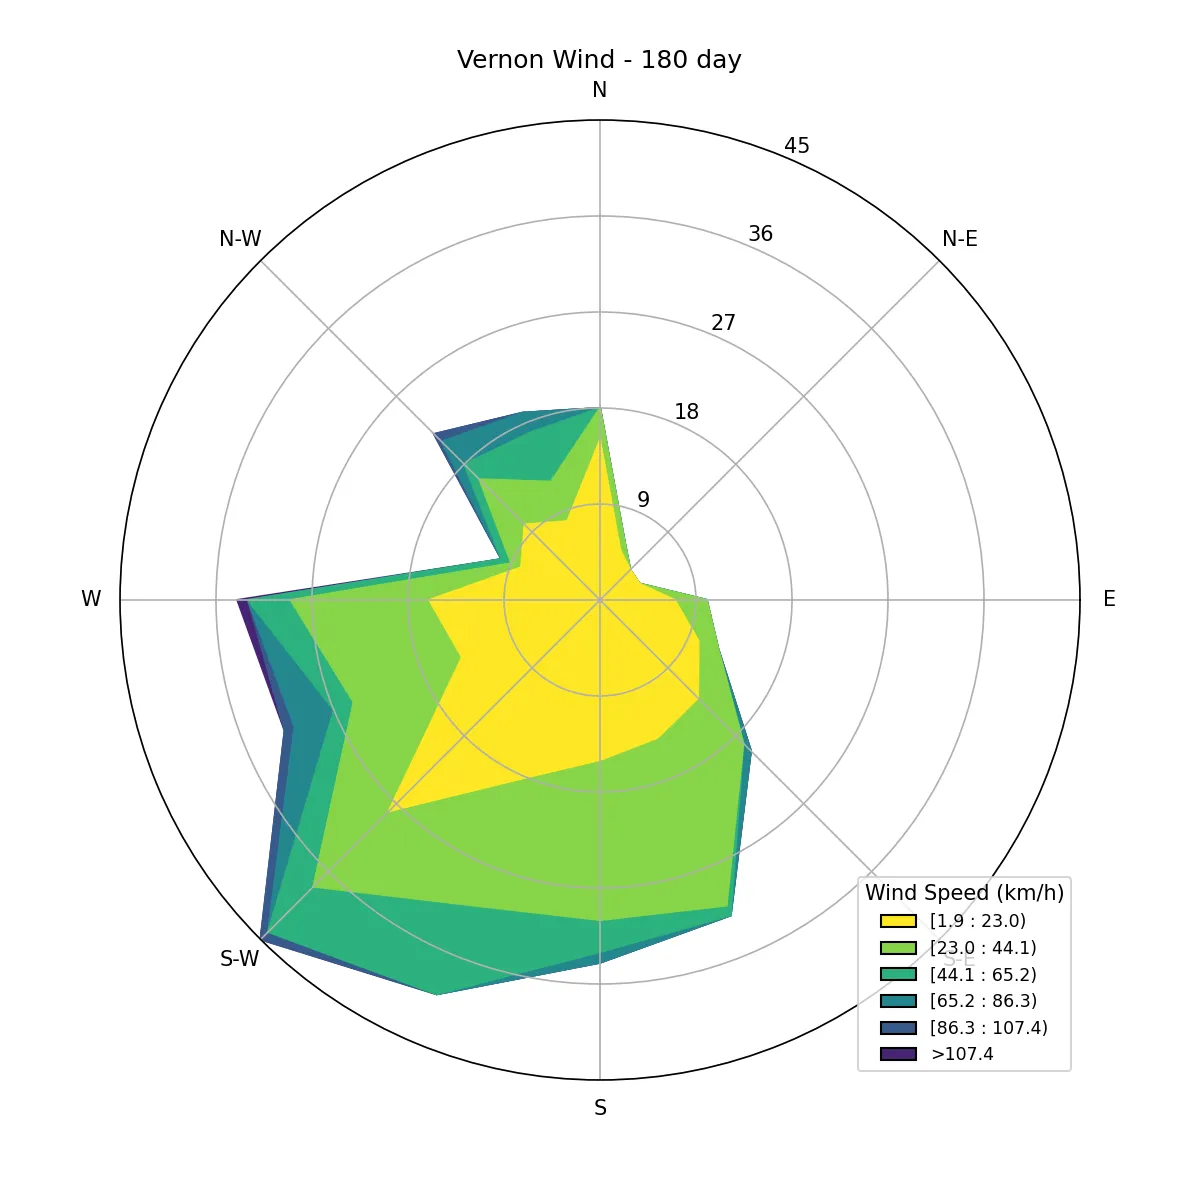 Vernon Wind - 180 day
N
45
N-W
36
N-E
27
18
9
W
E
Wind Speed (km/h)
[1.9 : 23.0)
[23.0 : 44.1)
S-W
S-E
[44.1 : 65.2)
[65.2 : 86.3)
[86.3 : 107.4)
>107.4
S